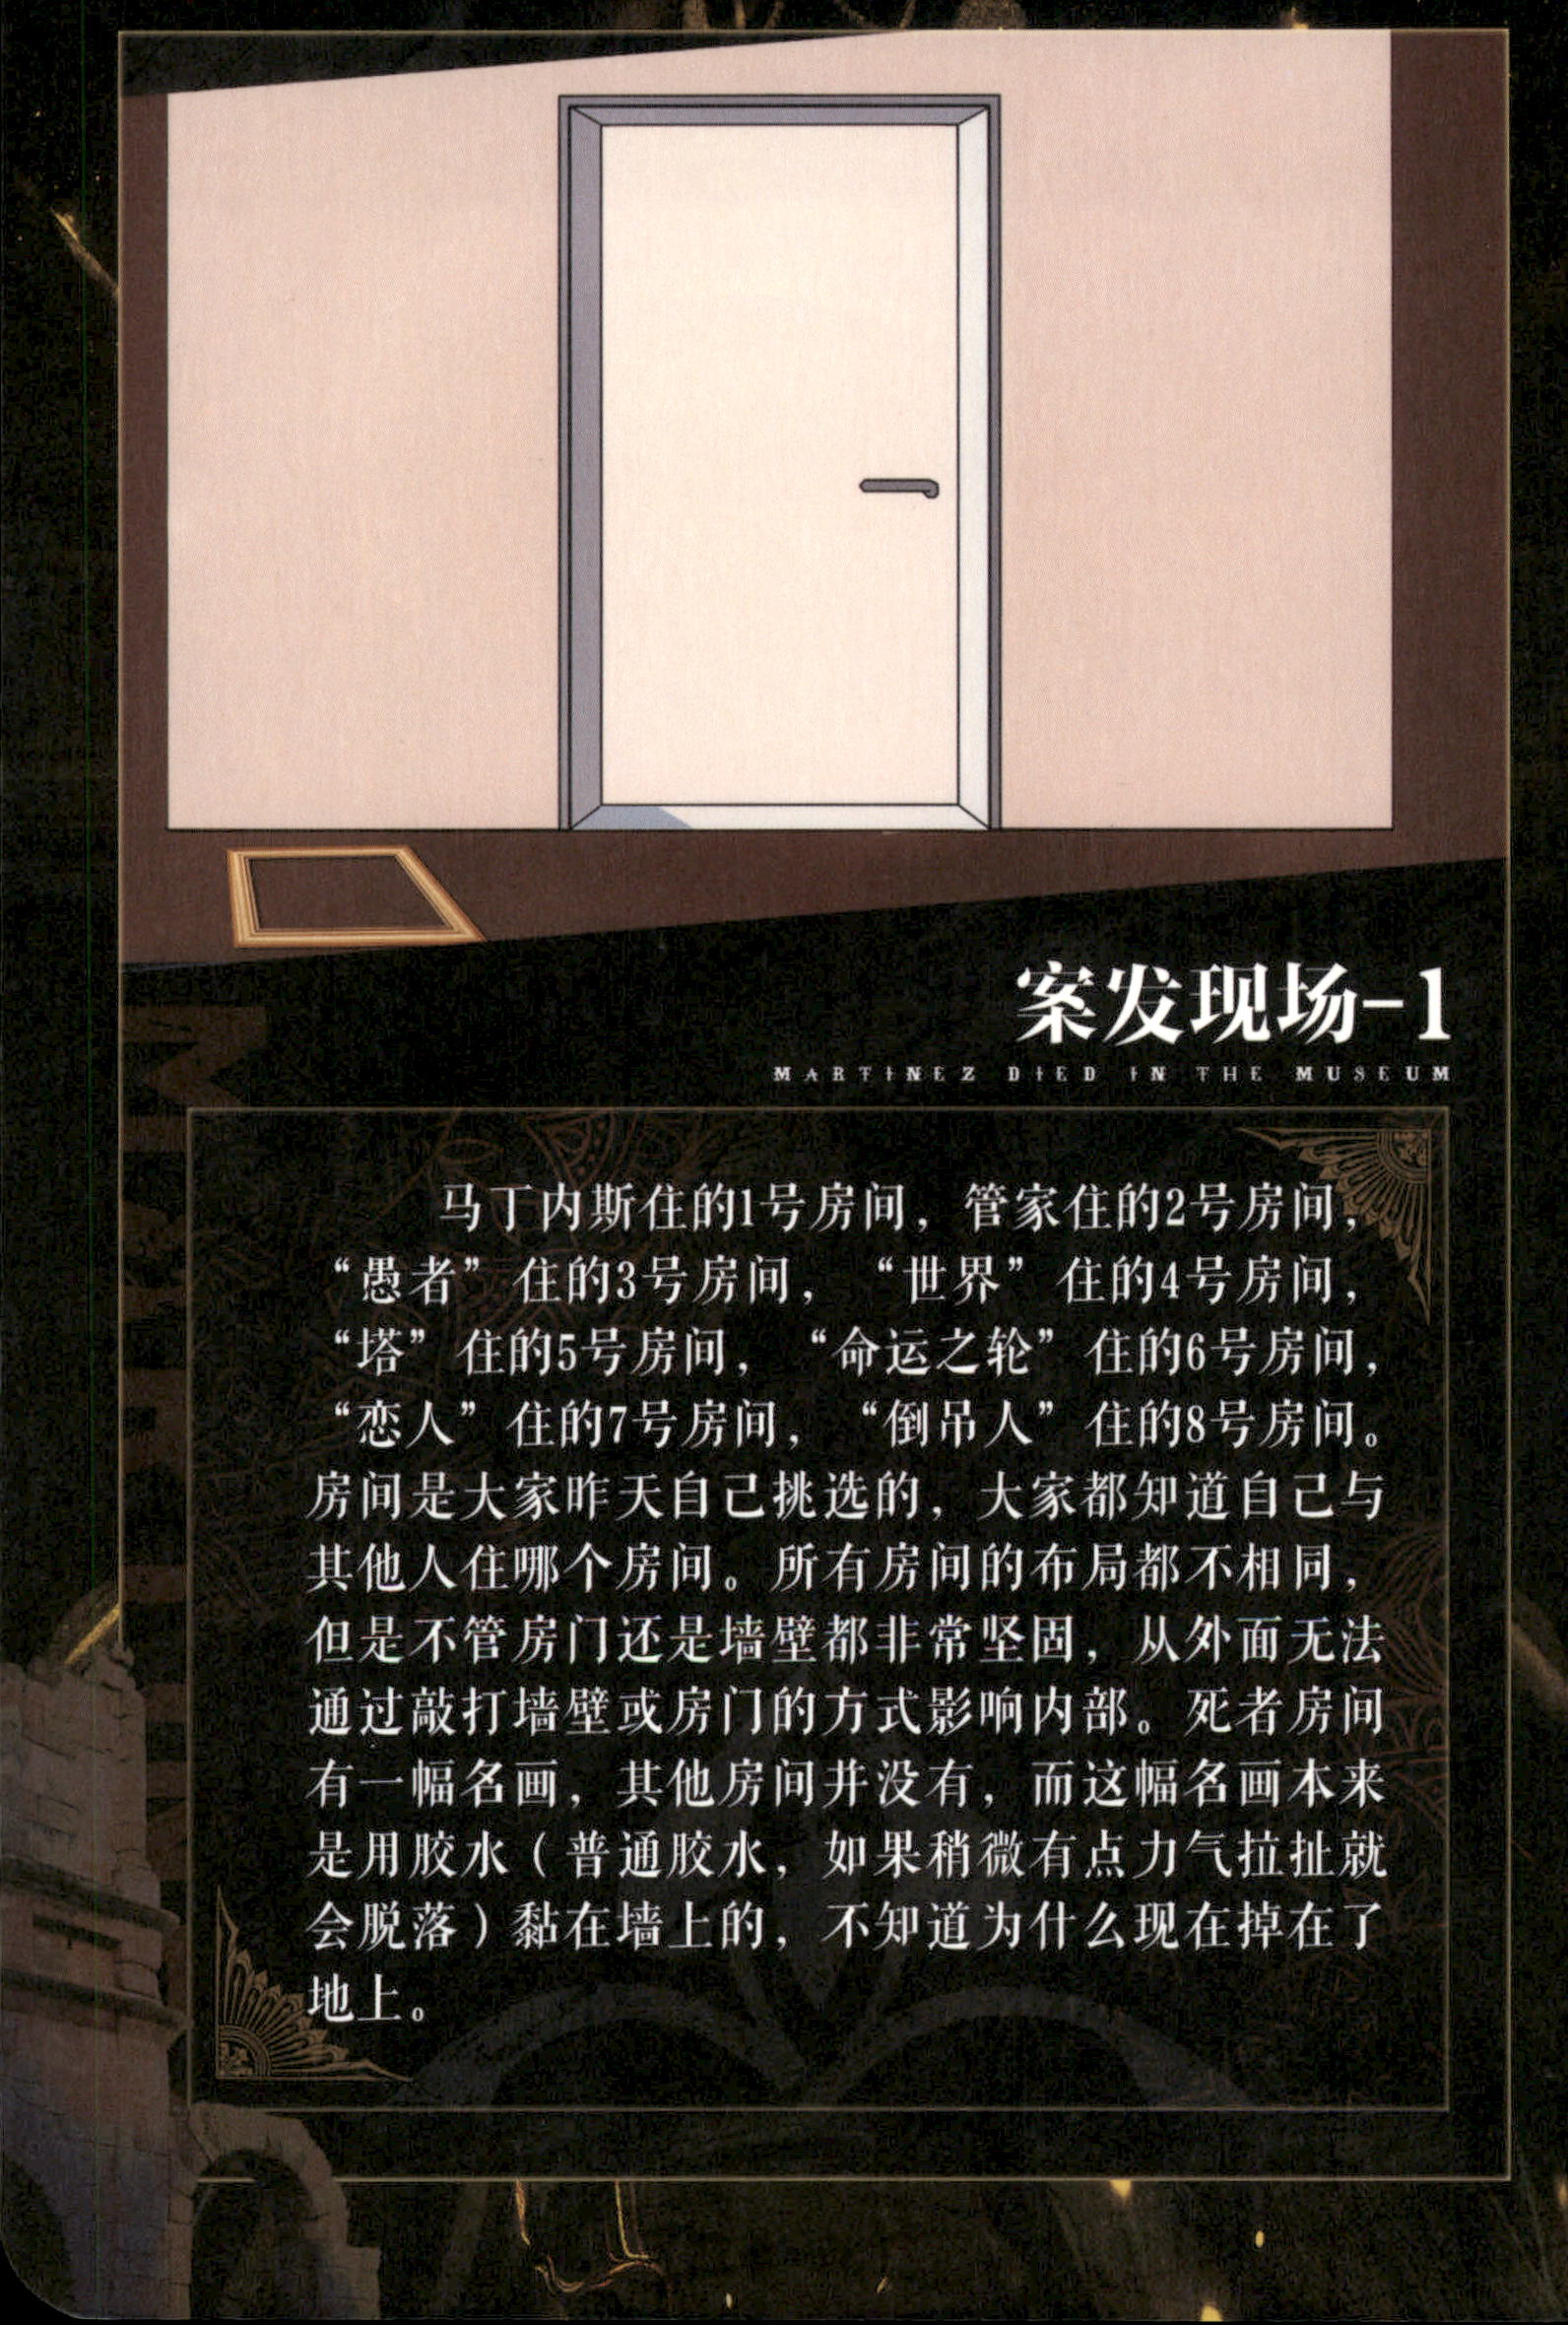 案发现场-1
MARTINEZ DIED IN THE MUSEUM
马丁内斯住的1号房间，管家住的2号房间，
“愚者”住的3号房间，“世界”住的4号房间，
“塔”住的5号房间，“命运之轮”住的6号房间，
“恋人”住的7号房间，“倒吊人”住的8号房间。
房间是大家昨天自己挑选的，大家都知道自己与
其他人住哪个房间。所有房间的布局都不相同，
但是不管房门还是墙壁都非常坚固，从外面无法
通过敲打墙壁或房门的方式影响内部。死者房间
有一幅名画，其他房间并没有，而这幅名画本来
是用胶水（普通胶水，如果稍微有点力气拉扯就
会脱落）黏在墙上的，不知道为什么现在掉在了
地上。